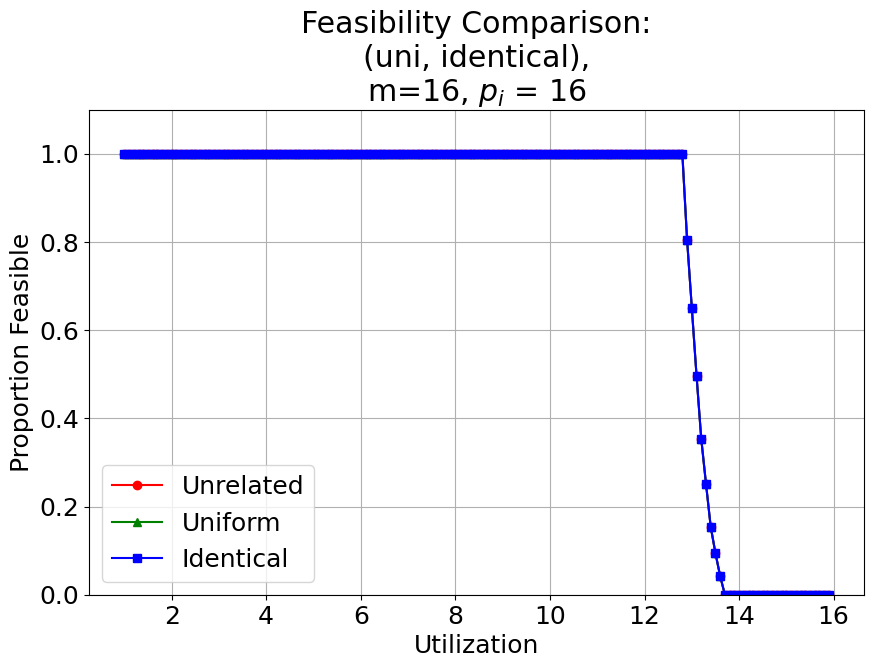 Feasibility Comparison:
(uni, identical),
m=16, $p_i$ = 16
Proportion Feasible
1.0
0.8
0.6
0.4
0.2
0.0
Unrelated
Uniform
Identical
2 4 6 8 10 12 14 16
Utilization